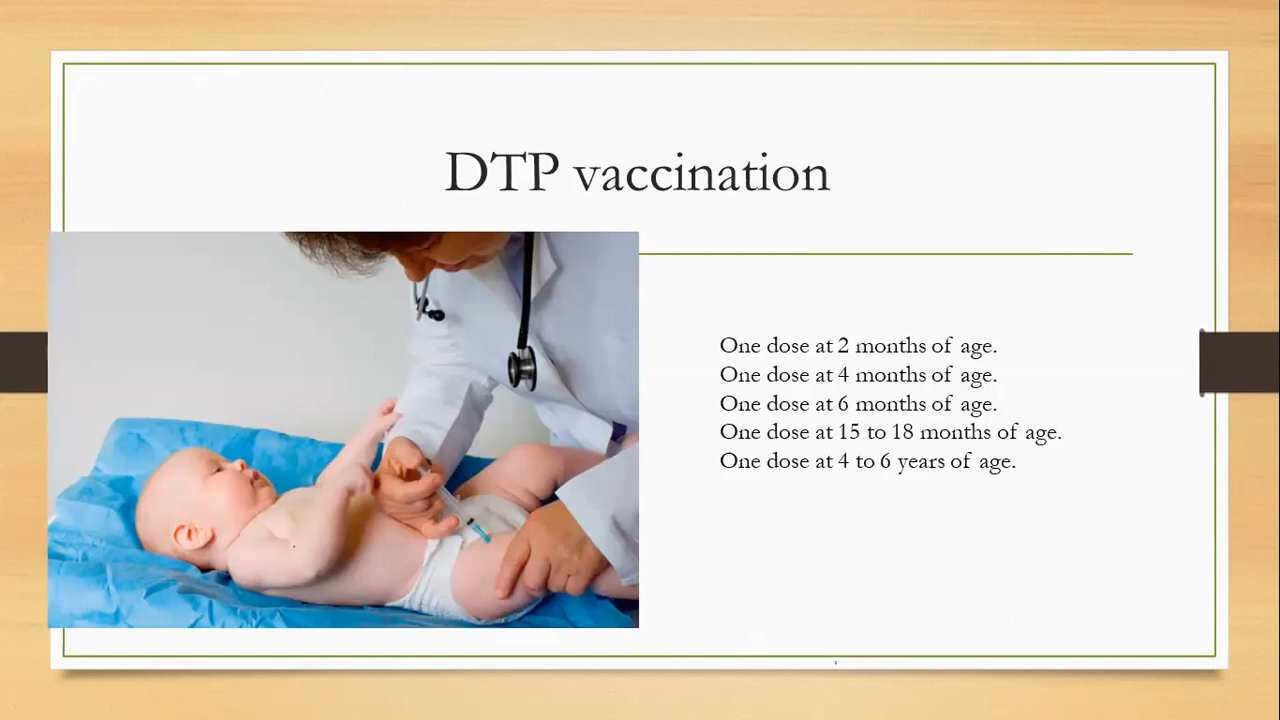 DTP vaccination
One dose at 2 months of age.
One dose at 4 months of age.
One dose at 6 months of age.
One dose at 15 to 18 months of age.
One dose at 4 to 6 years of age.